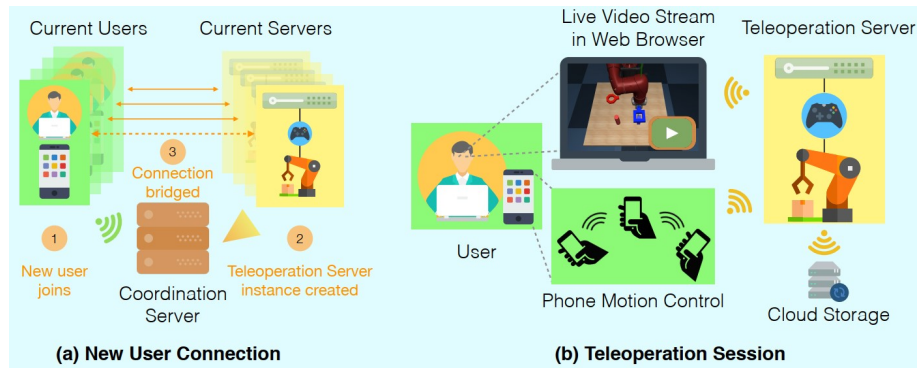 Current Users
Current Servers
3
Connection
bridged
1
New user
joins
Coordination
Server
2
Teleoperation Server
instance created
(a) New User Connection
Live Video Stream
in Web Browser
Teleoperation Server
User
Phone Motion Control
Cloud Storage
(b) Teleoperation Session